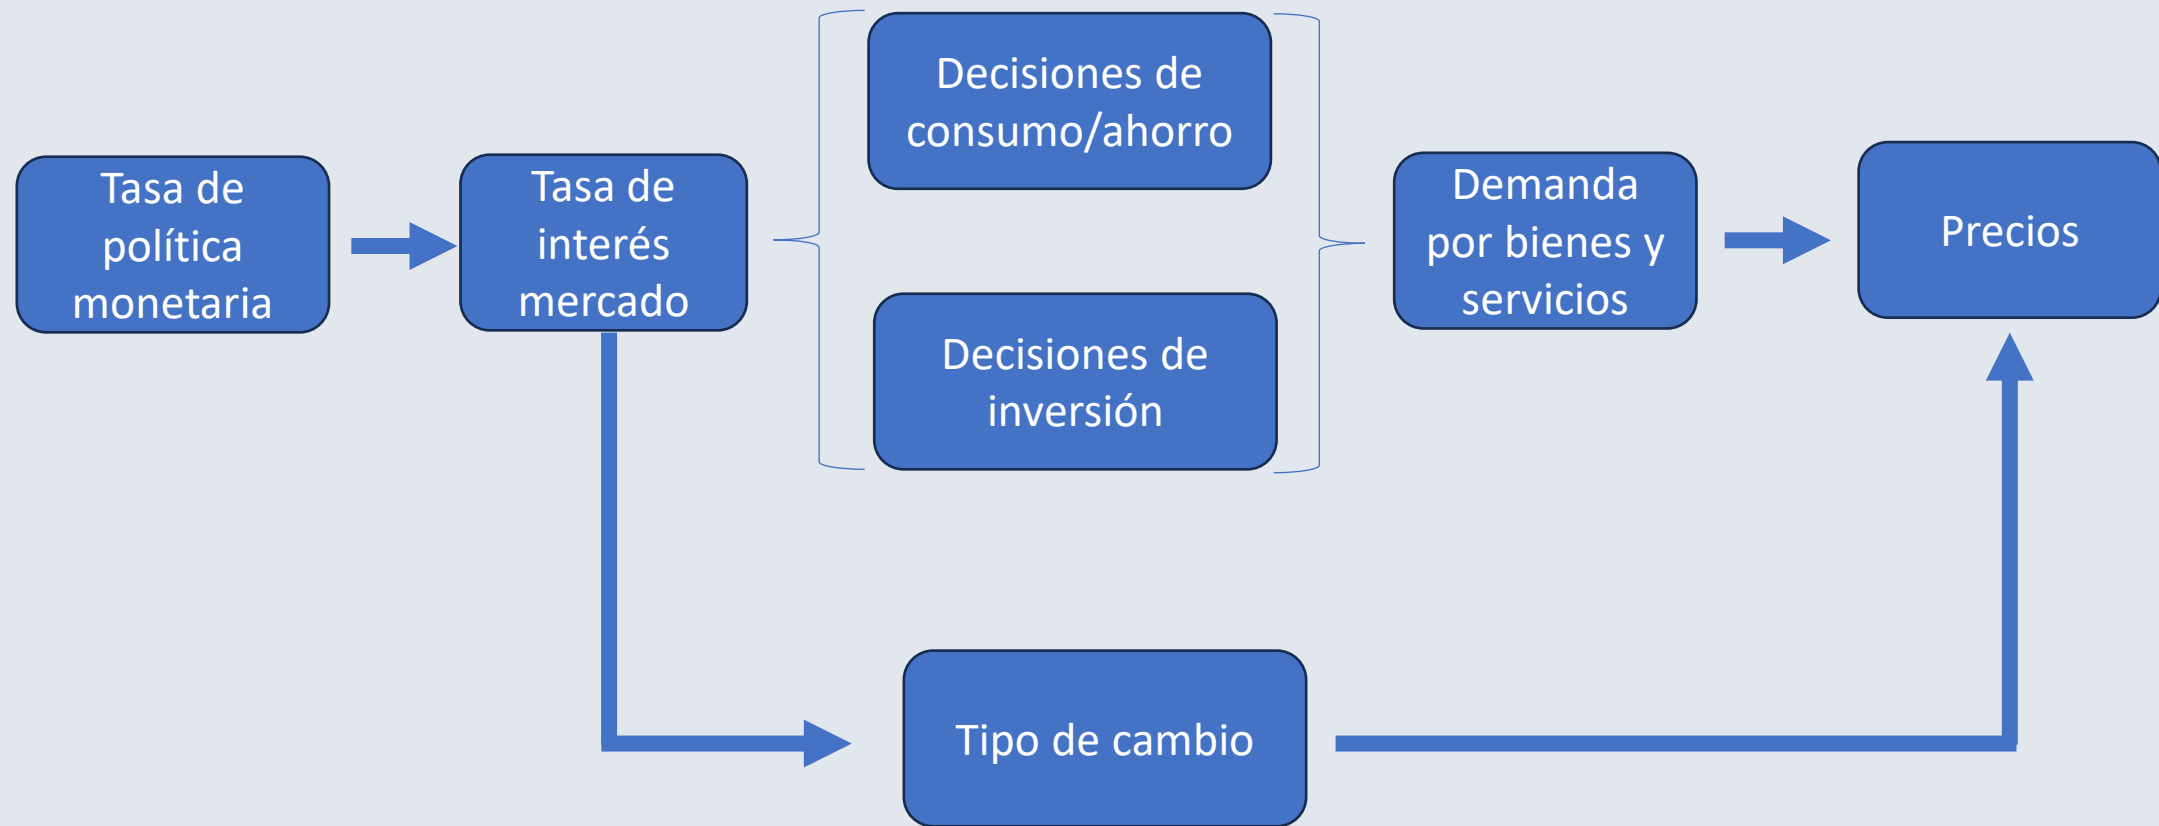 Tasa de
política
monetaria
Tasa de
interés
mercado
Decisiones de
consumo/ahorro
Decisiones de
inversión
Demanda
por bienes y
servicios
Precios
Tipo de cambio